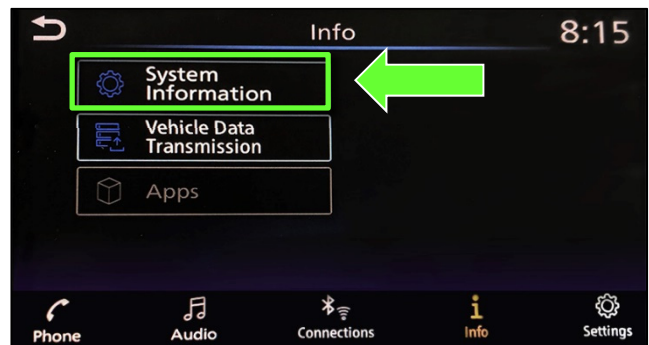 Info
8:15
System
Information
Vehicle Data
Transmission
Apps
Phone
Audio
Connections
Info
Settings